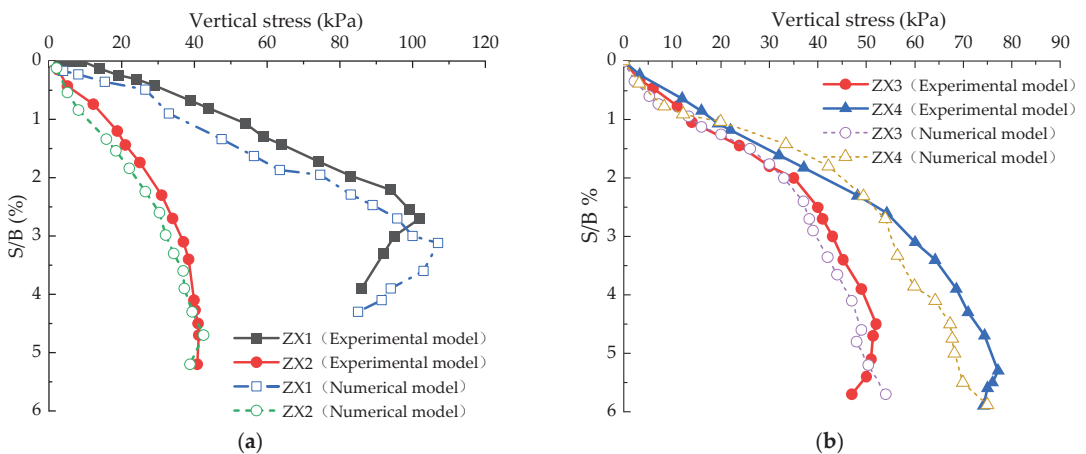 Vertical stress (kPa)
0 20 40 60 80 100 120
0
1
2
3
4
5
6
S/B (%)
ZX1（Experimental model）
ZX2（Experimental model）
ZX1（Numerical model）
ZX2（Numerical model）
(a)
Vertical stress (kPa)
0 10 20 30 40 50 60 70 80 90
0
1
2
3
4
5
6
S/B %
ZX3（Experimental model）
ZX4（Experimental model）
ZX3（Numerical model）
ZX4（Numerical model）
(b)